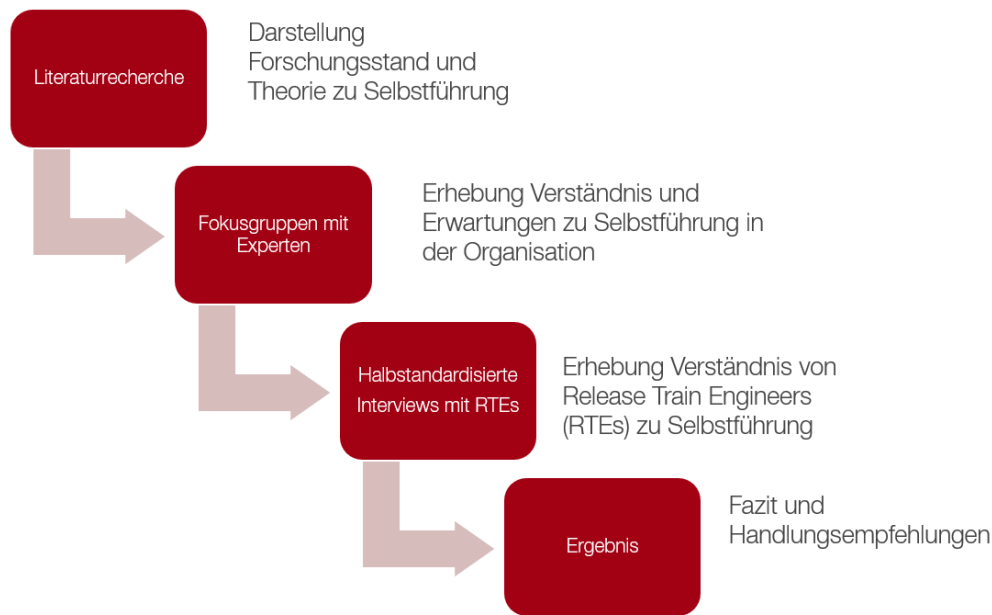 Literaturrecherche
Darstellung
Forschungsstand und
Theorie zu Selbstführung
Fokusgruppen mit
Experten
Erhebung Verständnis und
Erwartungen zu Selbstführung in
der Organisation
Halbstandardisierte
Interviews mit RTEs
Erhebung Verständnis von
Release Train Engineers
(RTEs) zu Selbstführung
Ergebnis
Fazit und
Handlungsempfehlungen